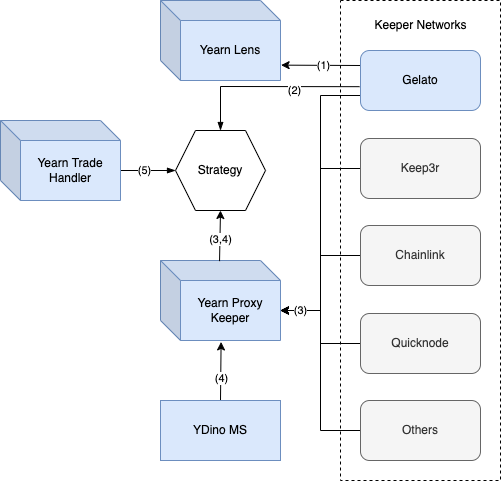 Keeper Networks
Yearn Lens
(1)
Gelato
(2)
Yearn Trade
Handler
(5)
Strategy
Keep3r
(3,4)
Chainlink
Yearn Proxy
Keeper
(3)
Quicknode
(4)
YDino MS
Others